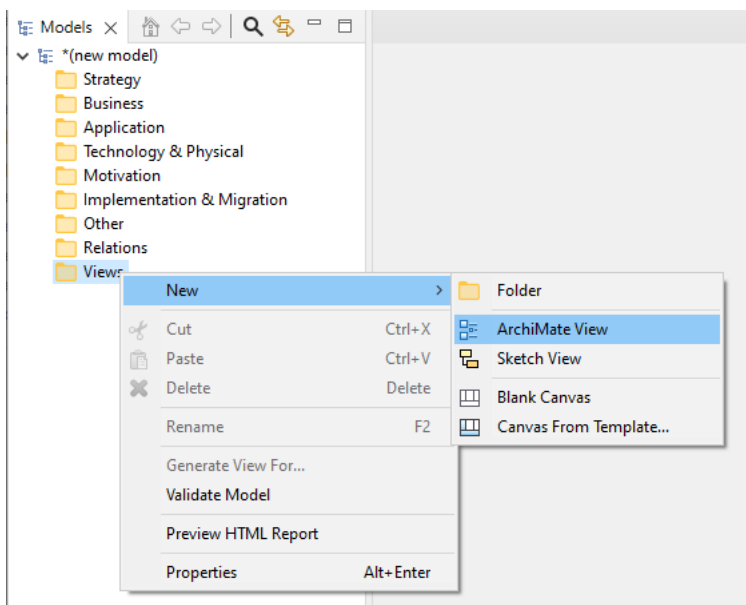 Models
*(new model)
Strategy
Business
Application
Technology & Physical
Motivation
Implementation & Migration
Other
Relations
Views
New
Cut Ctrl+X
Paste Ctrl+V
Delete Delete
Rename F2
Generate View For...
Validate Model
Preview HTML Report
Properties Alt+Enter
Folder
ArchiMate View
Sketch View
Blank Canvas
Canvas From Template...